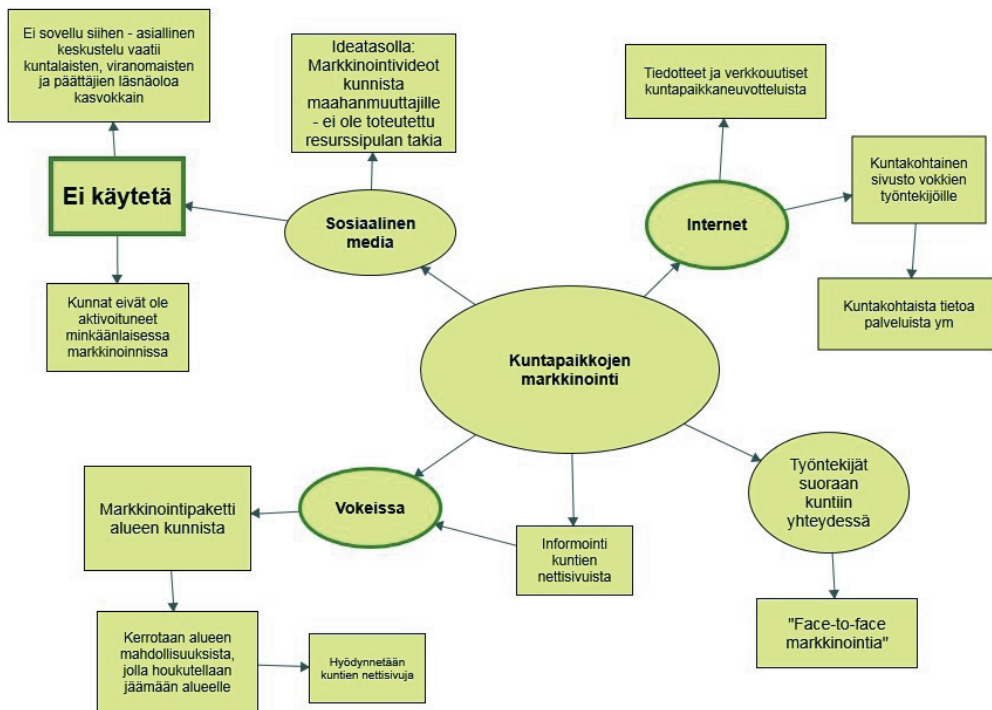 Ei sovellu siihen - asiallinen
keskustelu vaatii
kuntalaisten, viranomaisten
ja päättäjien läsnäoloa
kasvokkain
Ideatasolla:
Markkinointivideot
kunnista
maahanmuuttajille
- ei ole toteutettu
resurssipulan takia
Tiedotteet ja verkkouutiset
kuntapaikkaneuvotteluista
Ei käytetä
Sosiaalinen
media
Internet
Kuntakohtainen
sivusto vokkien
työntekijöille
Kunnat eivät ole
aktivoituneet
minkäänlaisessa
markkinoinnissa
Kuntakohtaista tietoa
palveluista ym
Kuntapaikkojen
markkinointi
Markkinointipaketti
alueen kunnista
Vokeissa
Informointi
kuntien
nettisivuista
Työntekijät
suoraan
kuntiin
yhteydessä
Kerrotaan alueen
mahdollisuuksista,
jolla houkutellaan
jäämään alueelle
Hyödynnetään
kuntien nettisivuja
"Face-to-face
markkinointia"